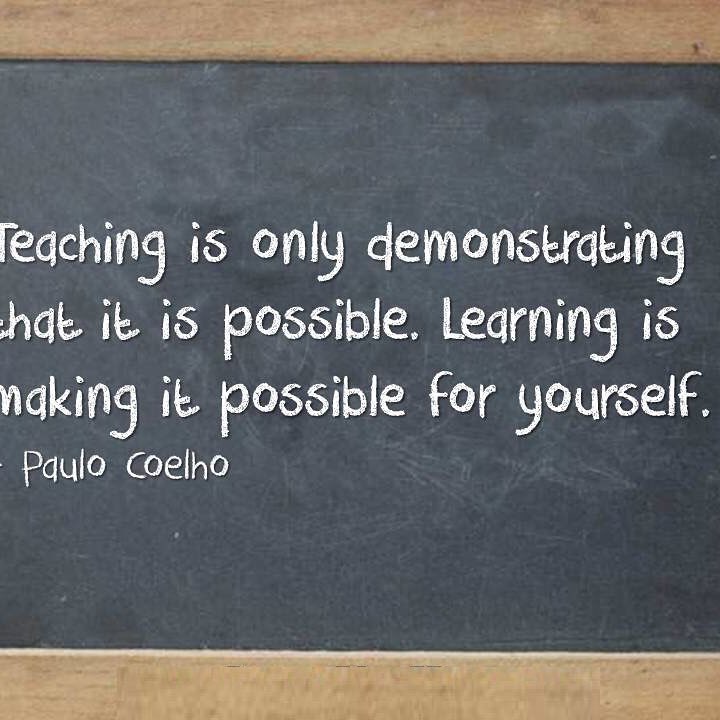 Teaching is only demonstrating
that it is possible. Learning is
making it possible for yourself.
- Paulo Coelho